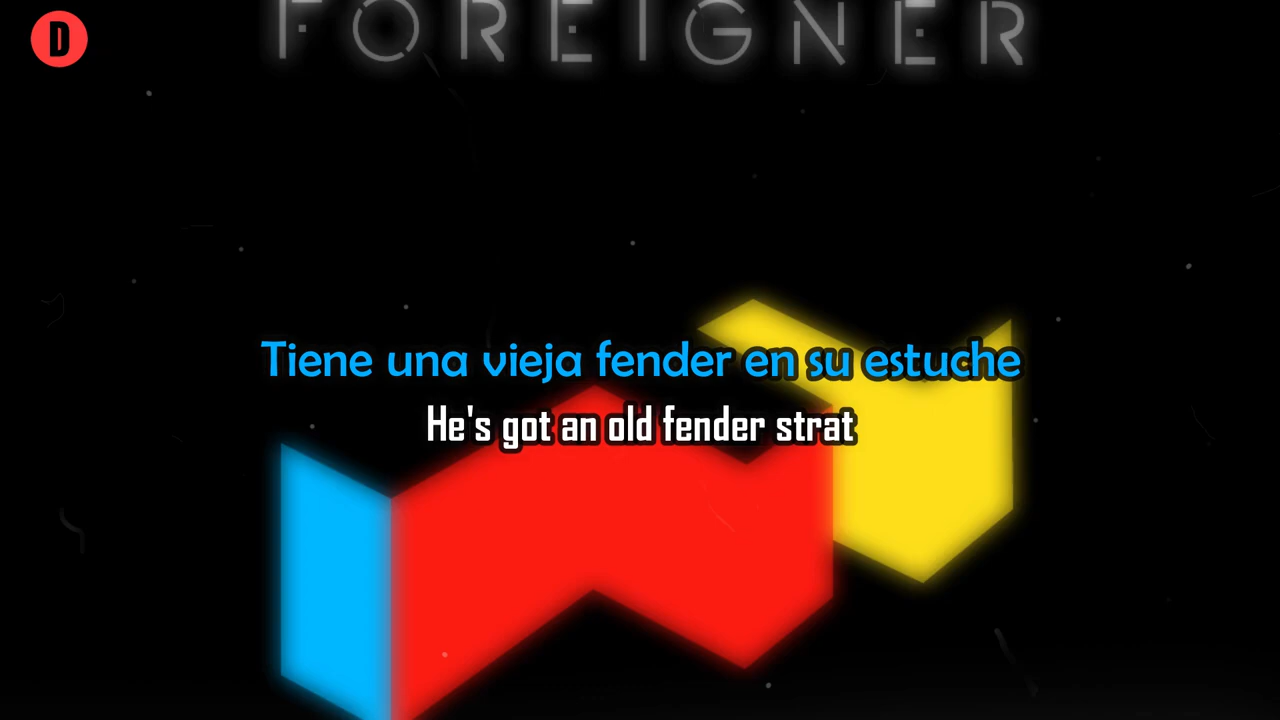 D
FOREIGNER
Tiene una vieja fender en su estuche
He's got an old fender strat